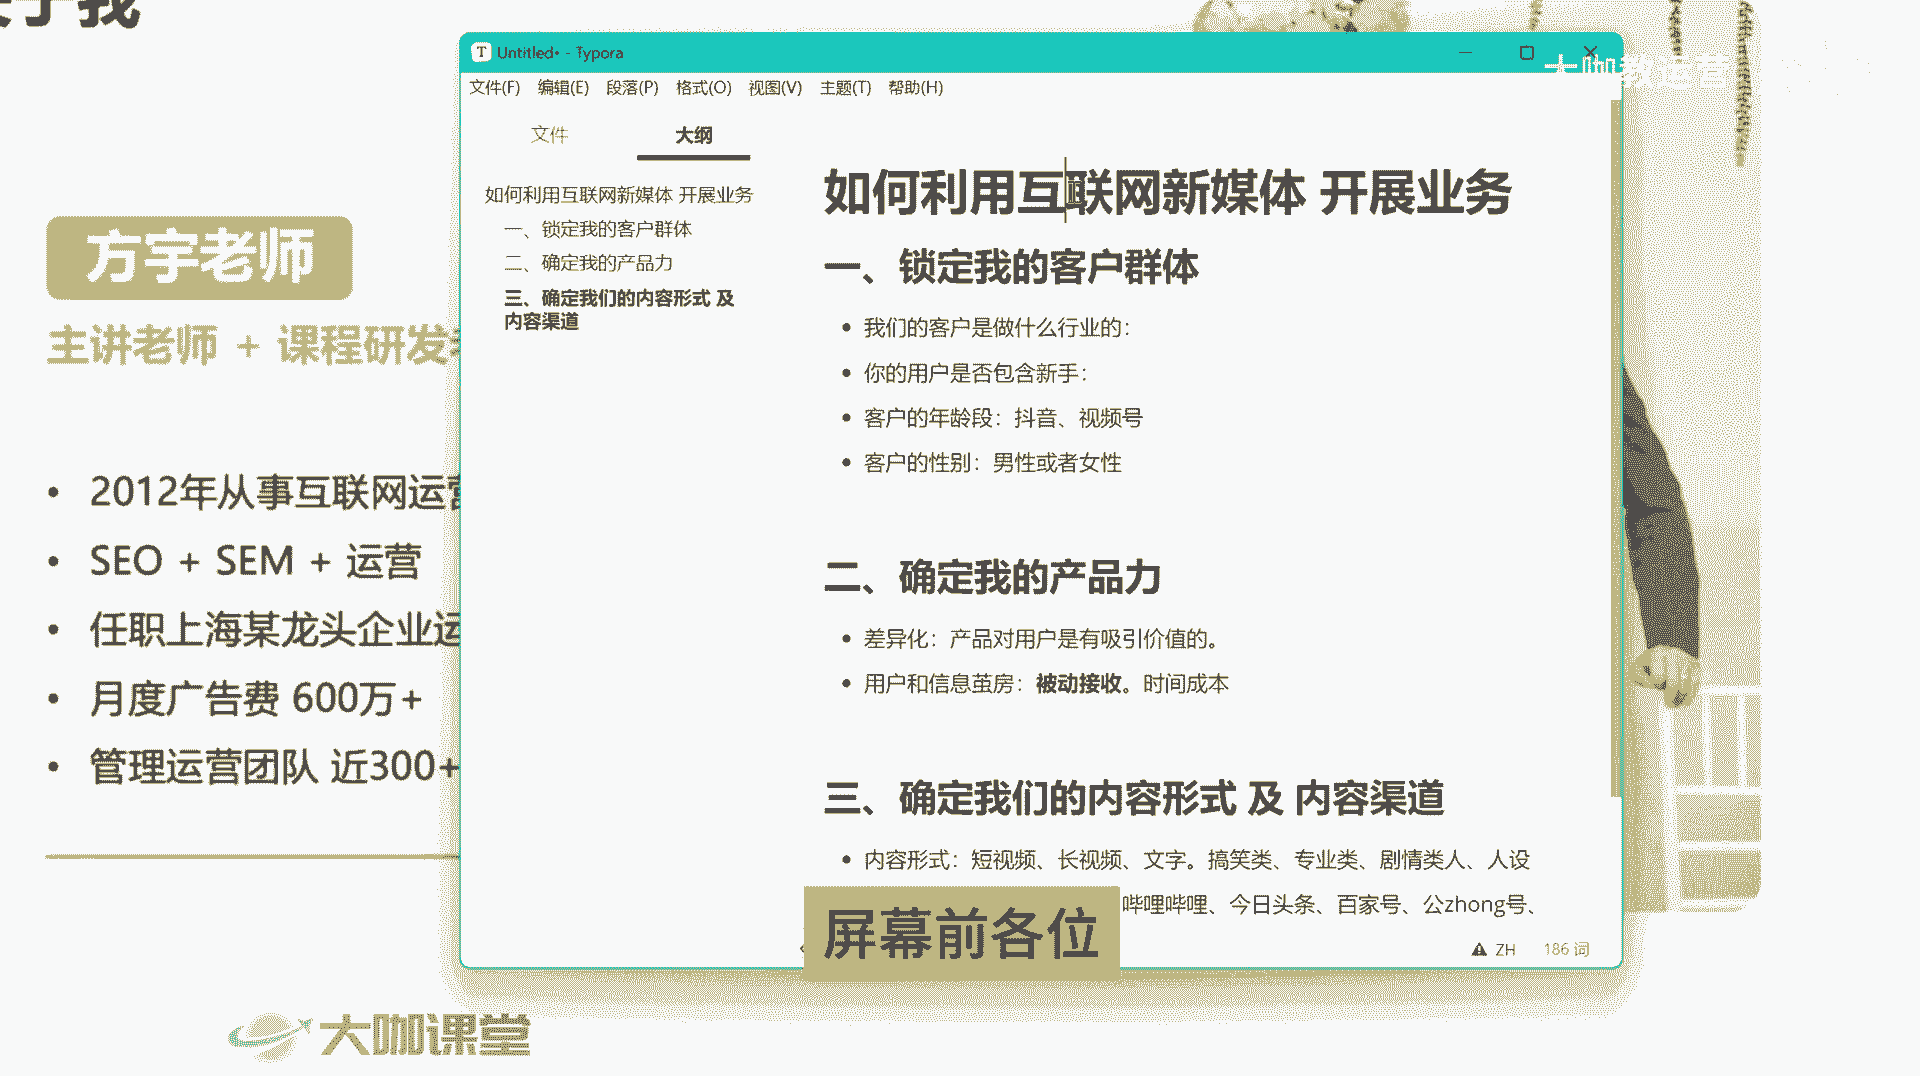 于我
方宇老师
主讲老师 + 课程研发
• 2012年从事互联网运营
• SEO + SEM + 运营
• 任职上海某龙头企业运
• 月度广告费 600万+
• 管理运营团队 近300+
大咖课堂
大咖教运营
Untitled• - Typora
文件(F) 编辑(E) 段落(P) 格式(O) 视图(V) 主题(T) 帮助(H)
文件 大纲
如何利用互联网新媒体 开展业务
一、锁定我的客户群体
二、确定我的产品力
三、确定我们的内容形式 及
内容渠道
如何利用互联网新媒体 开展业务
一、锁定我的客户群体
• 我们的客户是做什么行业的：
• 你的用户是否包含新手：
• 客户的年龄段：抖音、视频号
• 客户的性别：男性或者女性
二、确定我的产品力
• 差异化：产品对用户是有吸引价值的。
• 用户和信息茧房：被动接收。时间成本
三、确定我们的内容形式 及 内容渠道
• 内容形式：短视频、长视频、文字。搞笑类、专业类、剧情类人、人设
哔哩哔哩、今日头条、百家号、公zhong号、
屏幕前各位
ZH 186 词